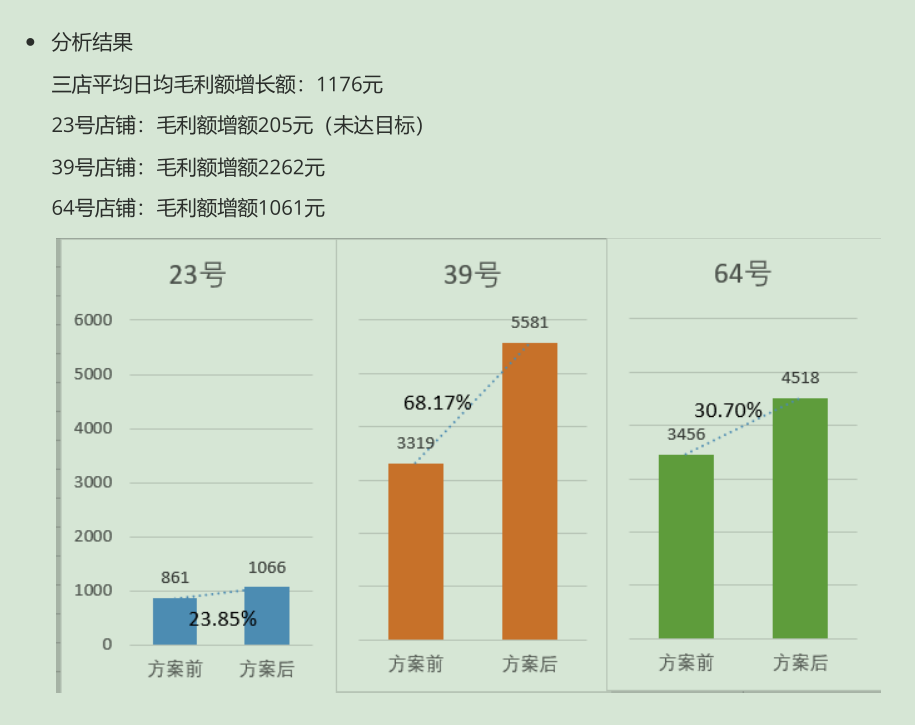 • 分析结果
三店平均日均毛利额增长额：1176元
23号店铺：毛利额增额205元（未达目标）
39号店铺：毛利额增额2262元
64号店铺：毛利额增额1061元
23号
6000
5000
4000
3000
2000
1000
0
861
1066
23.85%
方案前
方案后
39号
5581
68.17%
3319
方案前
方案后
64号
4518
30.70%
3456
方案前
方案后